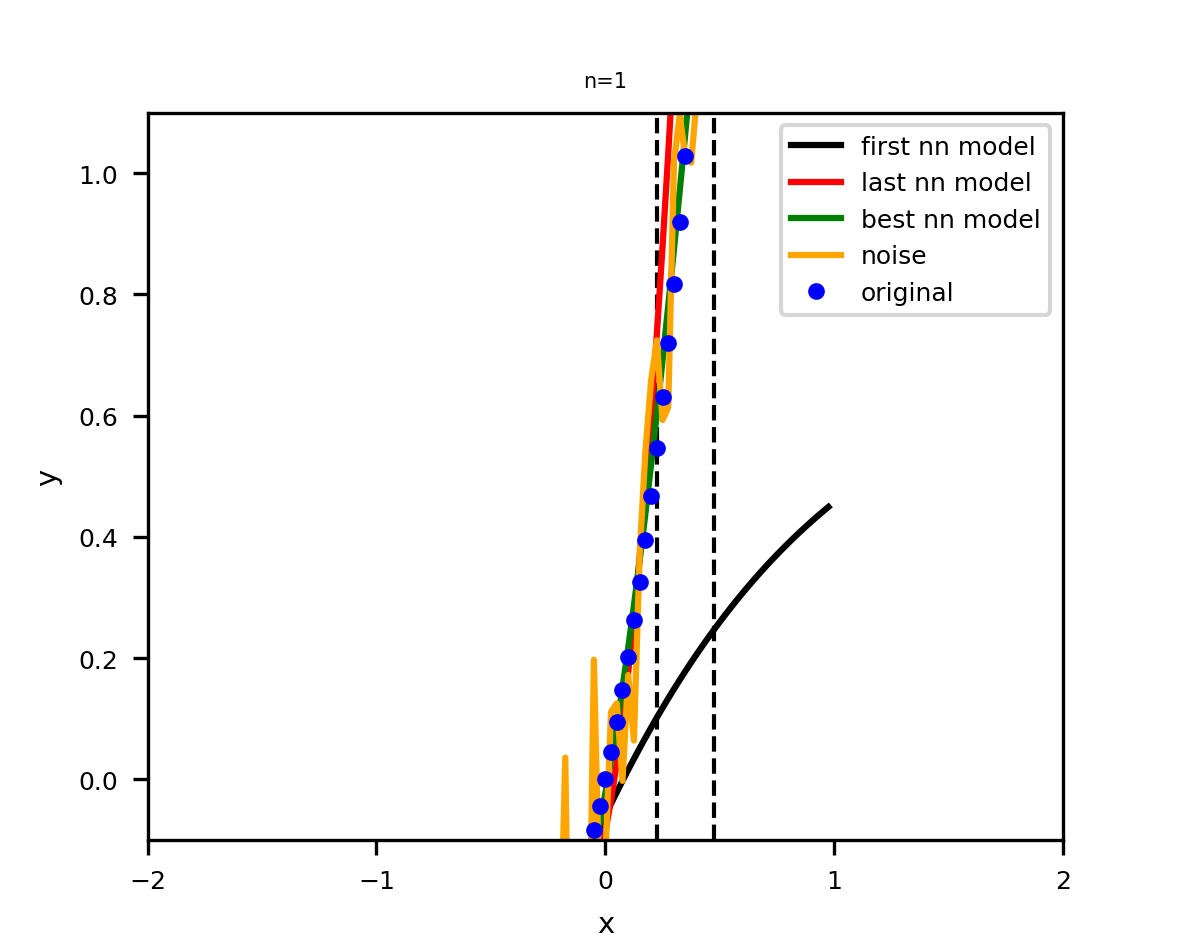 n=1
first nn model
last nn model
best nn model
noise
original
1.0
0.8
0.6
0.4
0.2
0.0
y
−2
−1
0
1
2
x